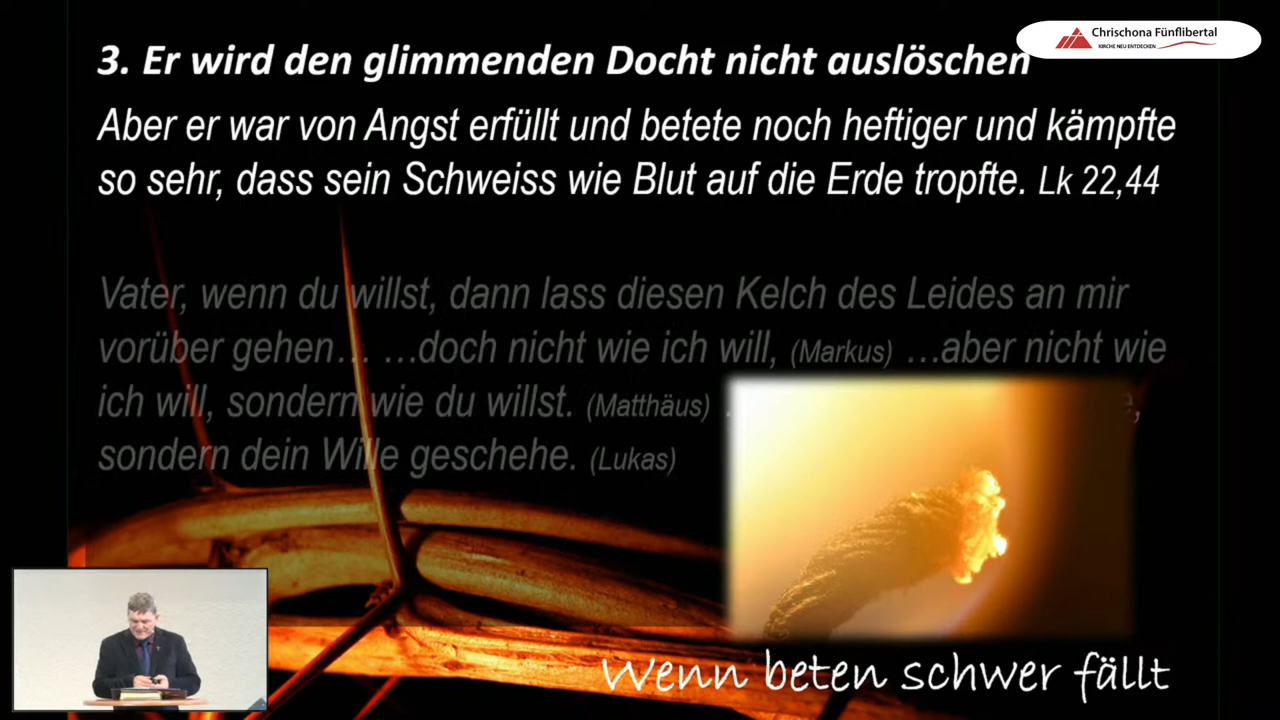 3. Er wird den glimmenden Docht nicht auslöschen
Chrischona Fünflibertal
KIRCHE NEU ENTDECKEN
Aber er war von Angst erfüllt und betete noch heftiger und kämpfte
so sehr, dass sein Schweiss wie Blut auf die Erde tropfte. Lk 22,44
Vater, wenn du willst, dann lass diesen Kelch des Leides an mir
vorüber gehen… …doch nicht wie ich will, (Markus) …aber nicht wie
ich will, sondern wie du willst. (Matthäus)
sondern dein Wille geschehe. (Lukas)
Wenn beten schwer fällt